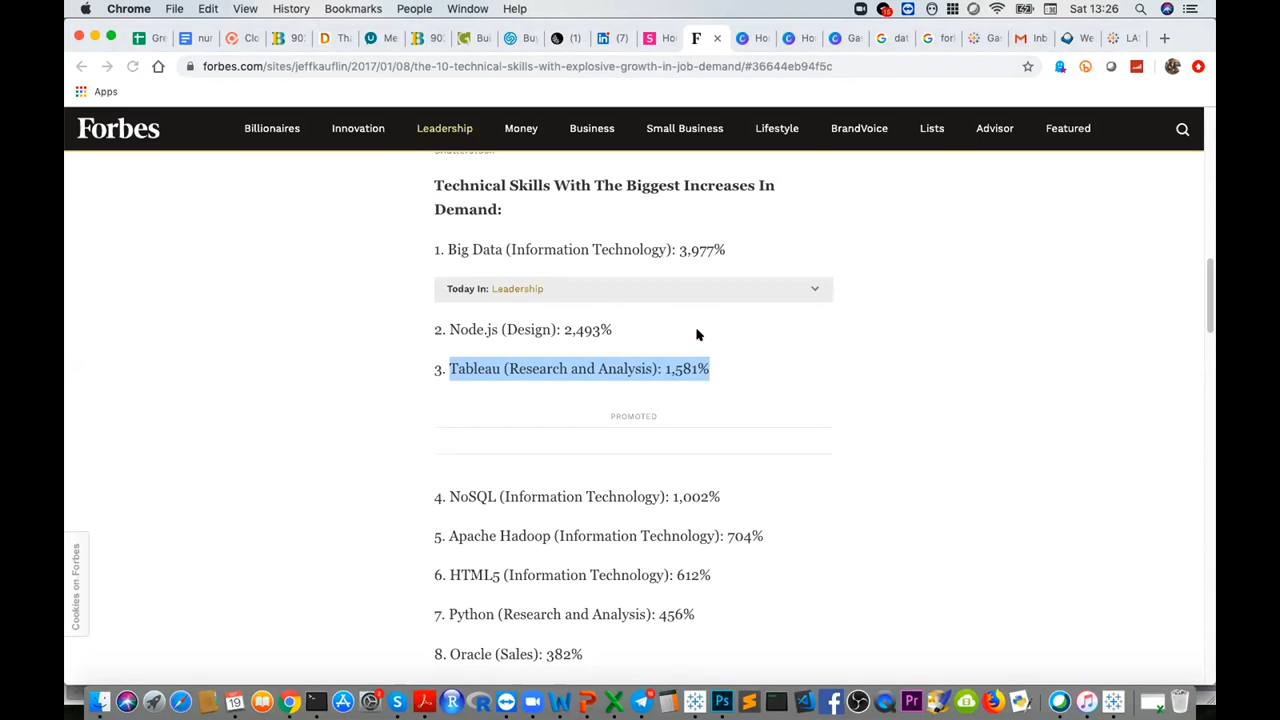 Chrome File Edit View History Bookmarks People Window Help Sat 13:26
(1) (7)
forbes.com/sites/jeffkauflin/2017/01/08/the-10-technical-skills-with-explosive-growth-in-job-demand/#36644eb94f5c
Apps
Forbes Billionaires Innovation Leadership Money Business Small Business Lifestyle BrandVoice Lists Advisor Featured
Technical Skills With The Biggest Increases In
Demand:
1. Big Data (Information Technology): 3,977%
Today In: Leadership
2. Node.js (Design): 2,493%
3. Tableau (Research and Analysis): 1,581%
PROMOTED
4. NoSQL (Information Technology): 1,002%
5. Apache Hadoop (Information Technology): 704%
6. HTML5 (Information Technology): 612%
7. Python (Research and Analysis): 456%
8. Oracle (Sales): 382%
Cookies on Forbes